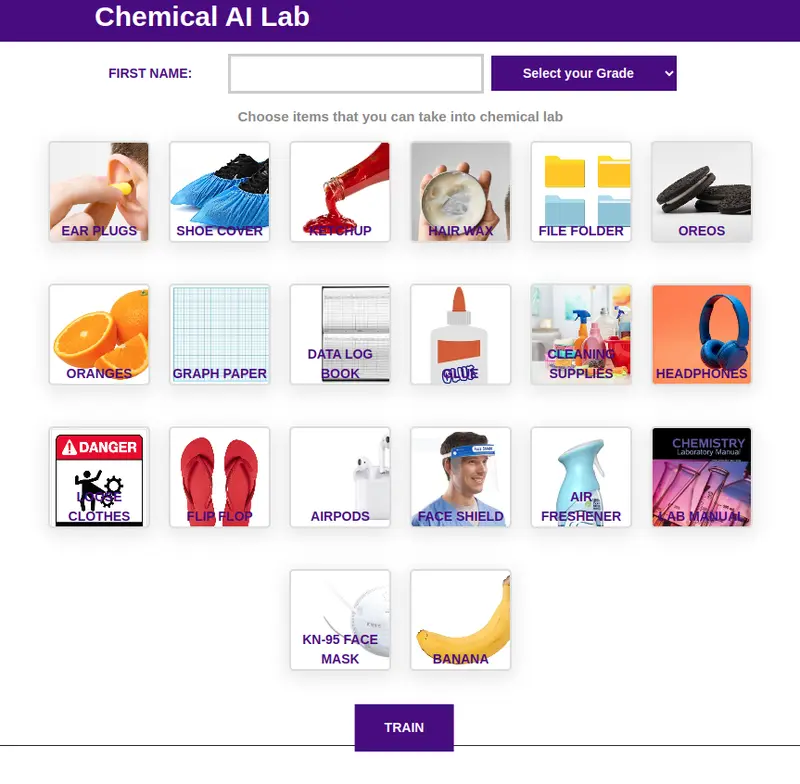 Chemical AI Lab
FIRST NAME:
Select your Grade
Choose items that you can take into chemical lab
EAR PLUGS
SHOE COVER
KETCHUP
HAIR WAX
FILE FOLDER
OREOS
ORANGES
GRAPH PAPER
DATA LOG
BOOK
GLUE
CLEANING
SUPPLIES
HEADPHONES
DANGER
LOOSE
CLOTHES
FLIP FLOP
AIRPODS
FACE SHIELD
AIR
FRESHENER
CHEMISTRY
Laboratory Manual
LAB MANUAL
KN-95 FACE
MASK
BANANA
TRAIN